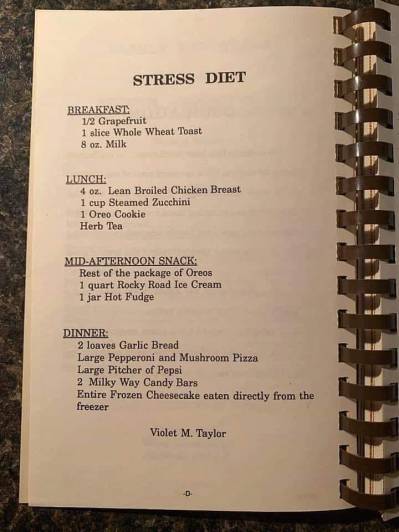 STRESS DIET
BREAKFAST:
1/2 Grapefruit
1 slice Whole Wheat Toast
8 oz. Milk
LUNCH:
4 oz. Lean Broiled Chicken Breast
1 cup Steamed Zucchini
1 Oreo Cookie
Herb Tea
MID-AFTERNOON SNACK:
Rest of the package of Oreos
1 quart Rocky Road Ice Cream
1 jar Hot Fudge
DINNER:
2 loaves Garlic Bread
Large Pepperoni and Mushroom Pizza
Large Pitcher of Pepsi
2 Milky Way Candy Bars
Entire Frozen Cheesecake eaten directly from the
freezer
Violet M. Taylor
-D-